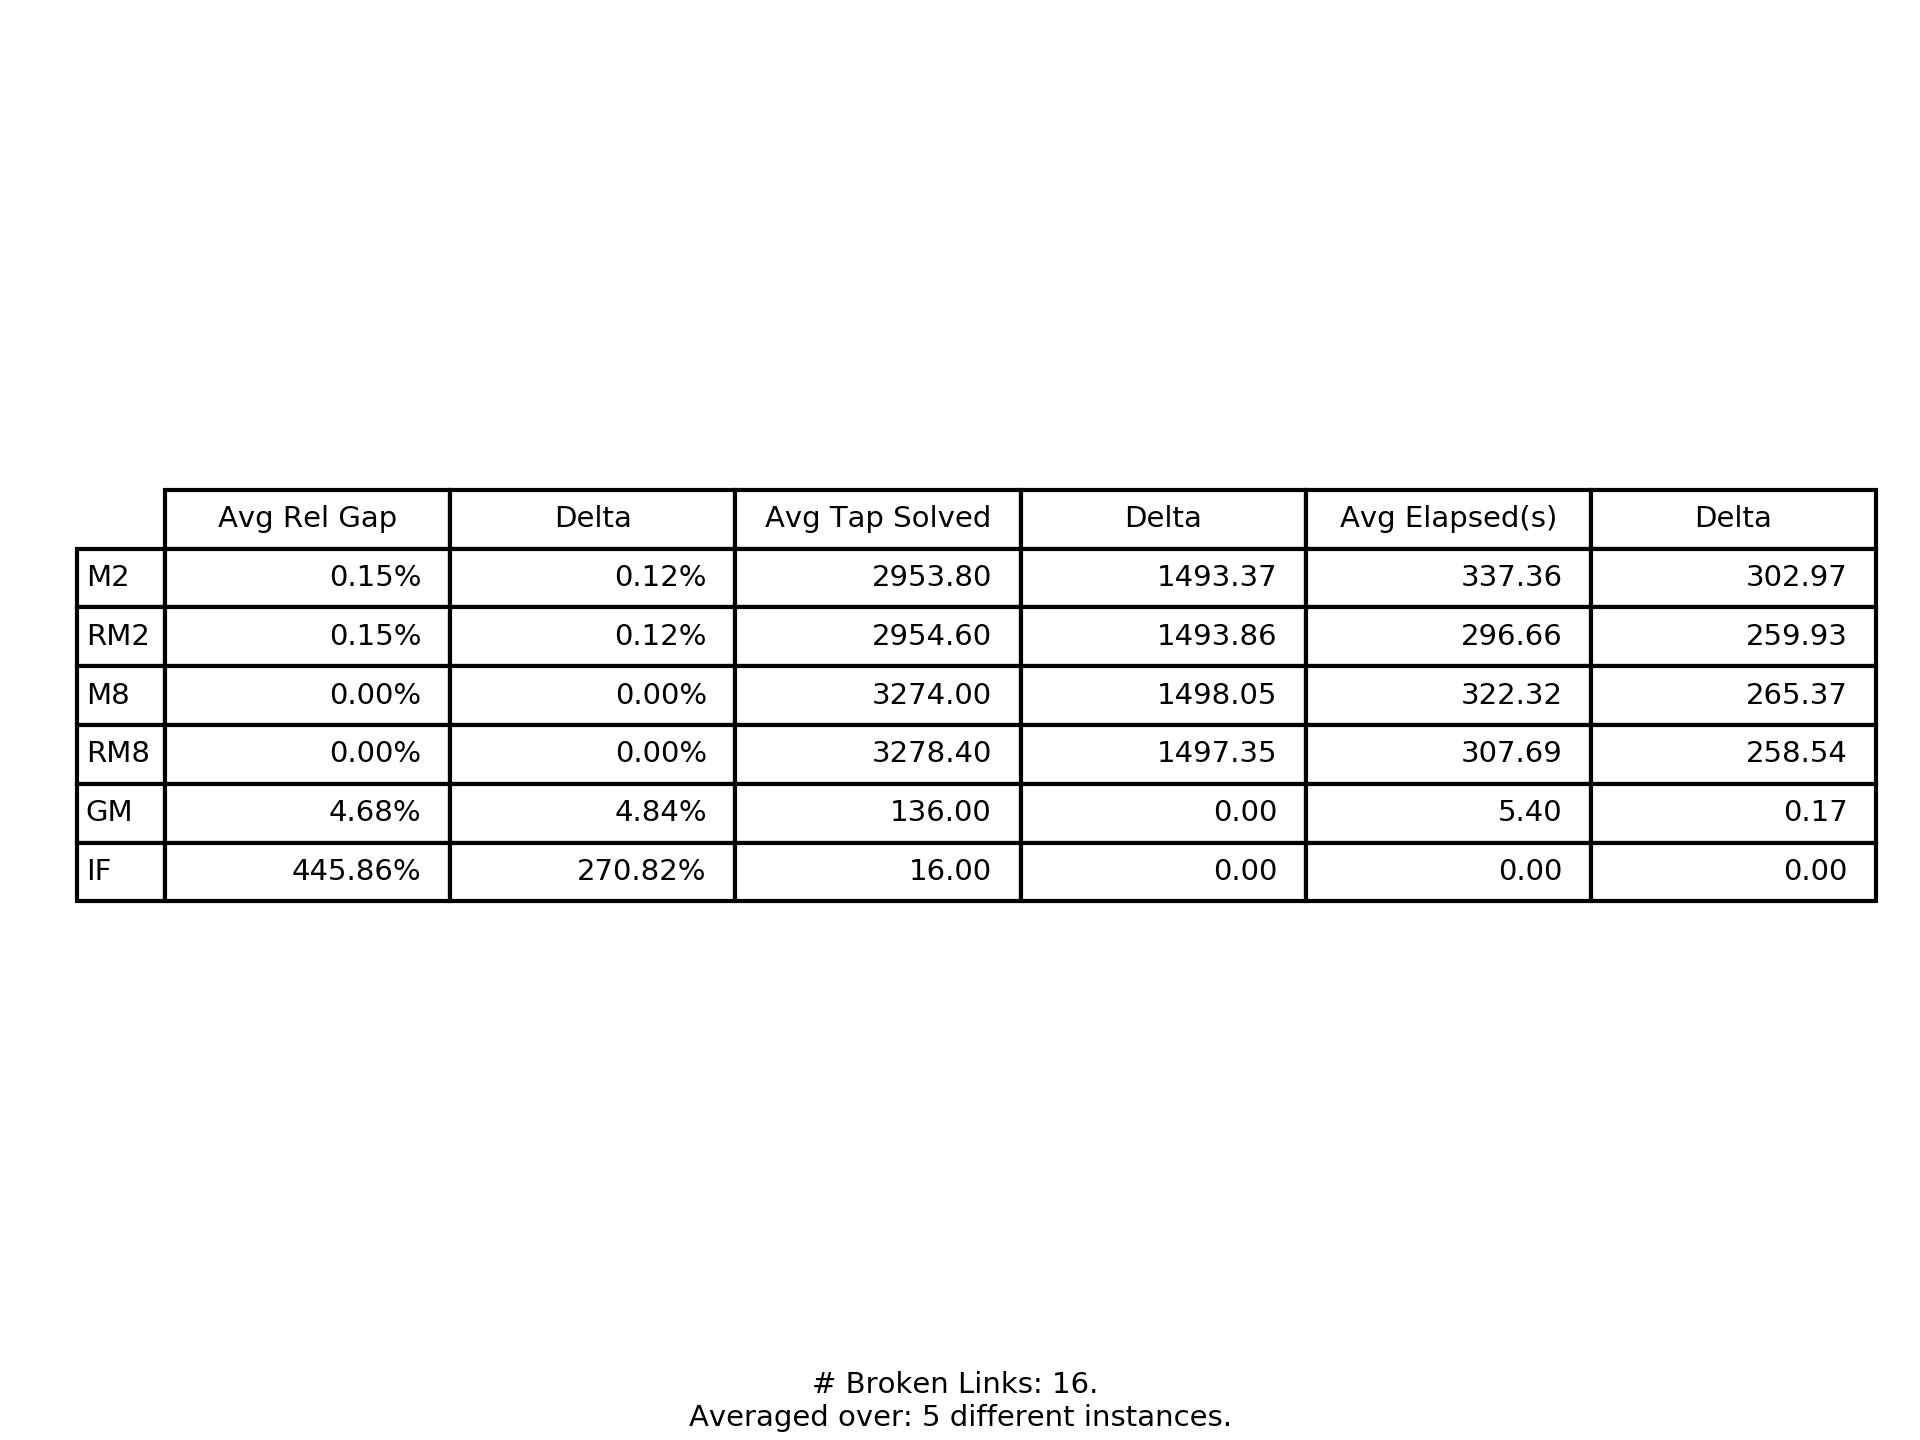 Avg Rel Gap Delta Avg Tap Solved Delta Avg Elapsed(s) Delta
M2 0.15% 0.12% 2953.80 1493.37 337.36 302.97
RM2 0.15% 0.12% 2954.60 1493.86 296.66 259.93
M8 0.00% 0.00% 3274.00 1498.05 322.32 265.37
RM8 0.00% 0.00% 3278.40 1497.35 307.69 258.54
GM 4.68% 4.84% 136.00 0.00 5.40 0.17
IF 445.86% 270.82% 16.00 0.00 0.00 0.00
# Broken Links: 16.
Averaged over: 5 different instances.